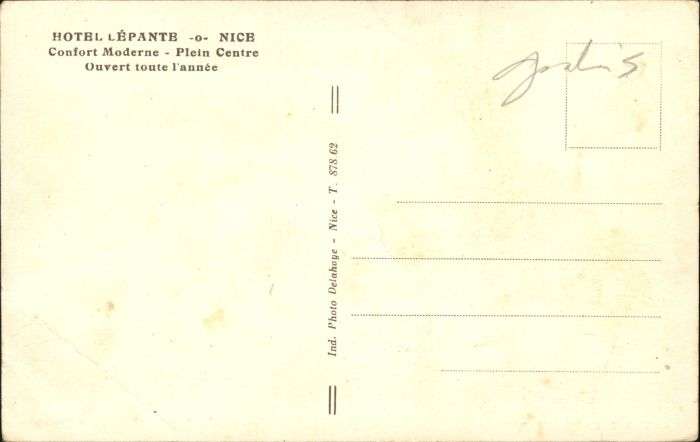 HOTEL LÉPANTE -o- NICE
Confort Moderne - Plein Centre
Ouvert toute l'année
Ind. Photo Delahaye - Nice - T. 878 62